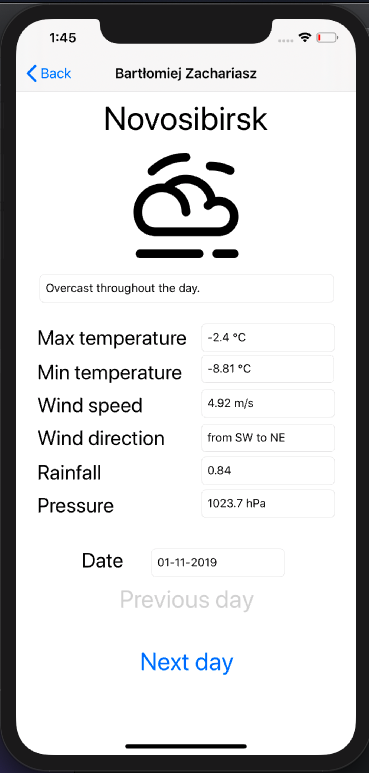 1:45
Back
Bartłomiej Zachariasz
Novosibirsk
Overcast throughout the day.
Max temperature -2.4 °C
Min temperature -8.81 °C
Wind speed 4.92 m/s
Wind direction from SW to NE
Rainfall 0.84
Pressure 1023.7 hPa
Date 01-11-2019
Previous day
Next day